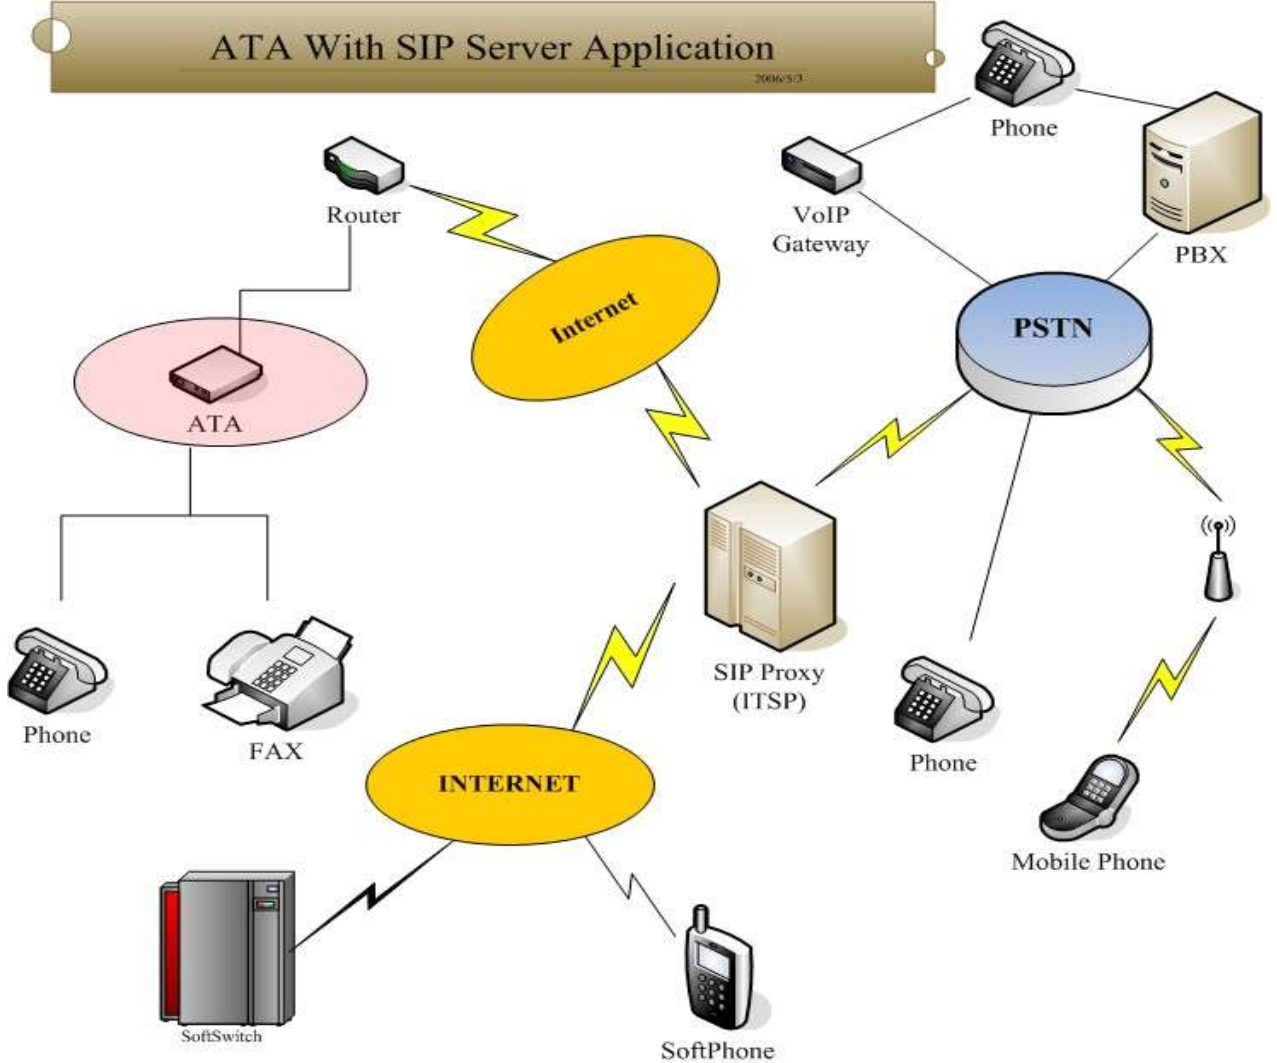 ATA With SIP Server Application
2006/5/3
Phone
Router
VoIP
Gateway
PBX
Internet
PSTN
ATA
SIP Proxy
(ITSP)
Phone
FAX
Phone
INTERNET
Mobile Phone
SoftSwitch
SoftPhone